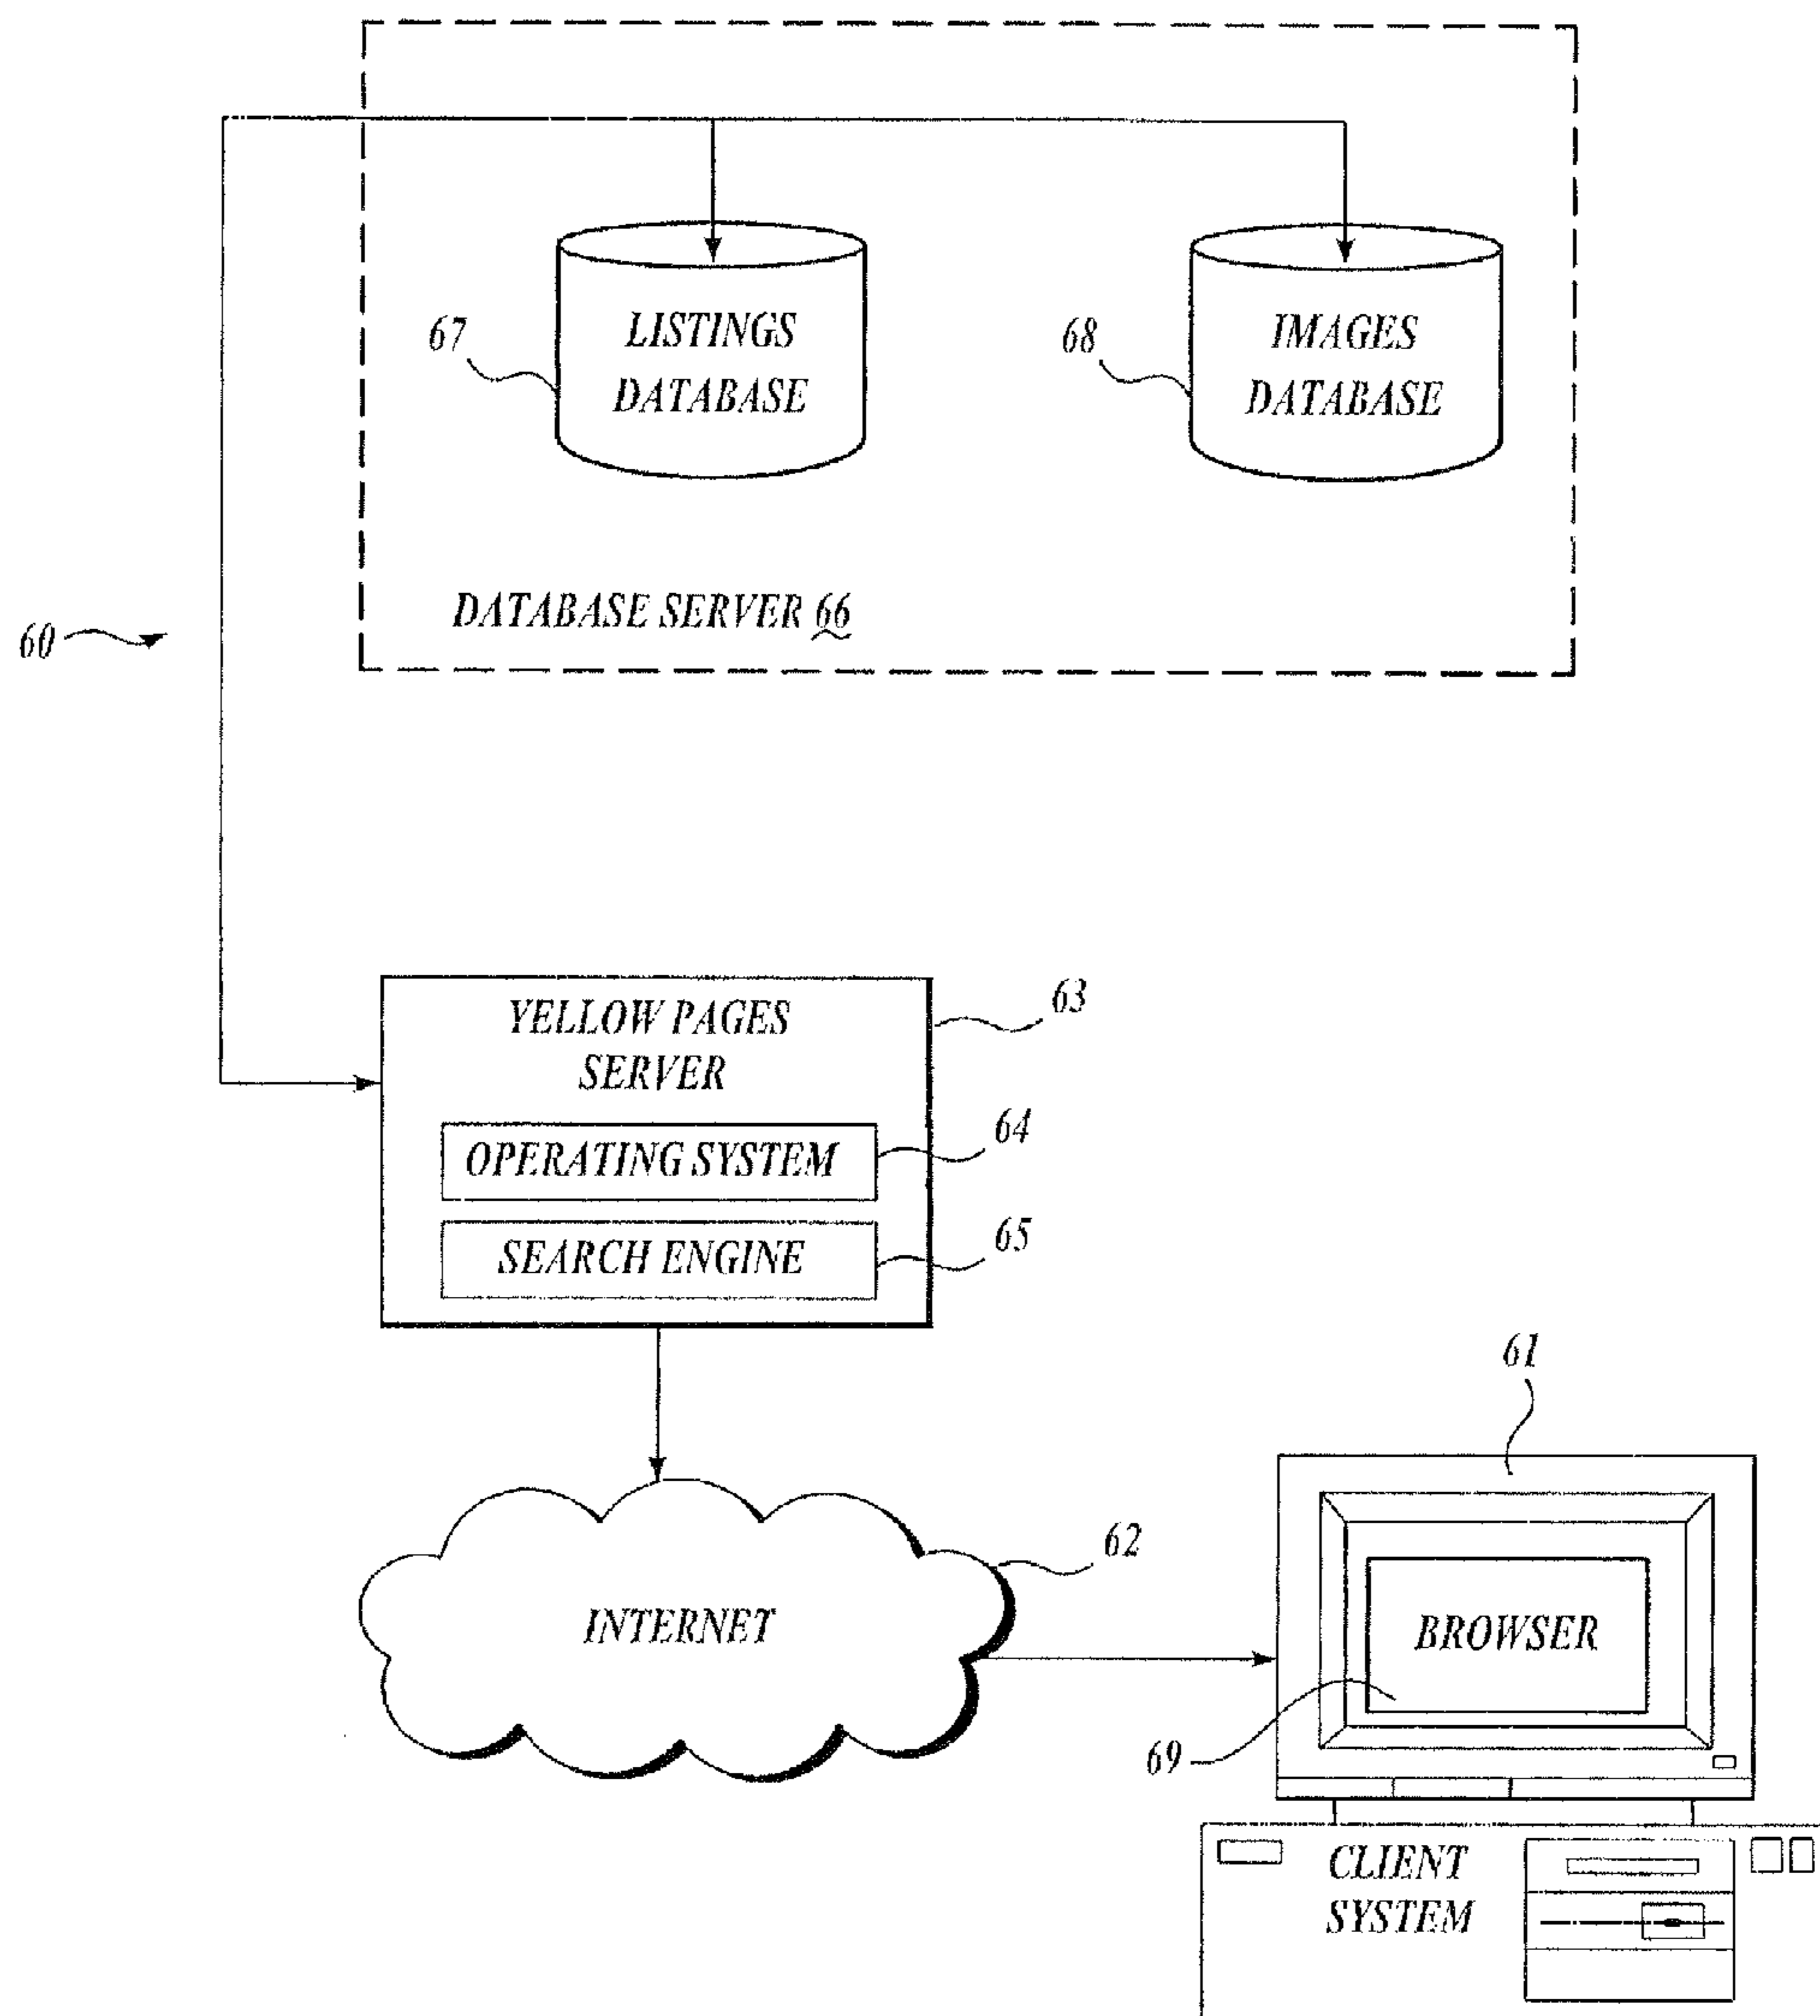 LISTINGS
DATABASE
67
IMAGES
DATABASE
68
DATABASE SERVER 66
60
YELLOW PAGES
SERVER
63
OPERATING SYSTEM
64
SEARCH ENGINE
65
61
INTERNET
62
BROWSER
69
CLIENT
SYSTEM